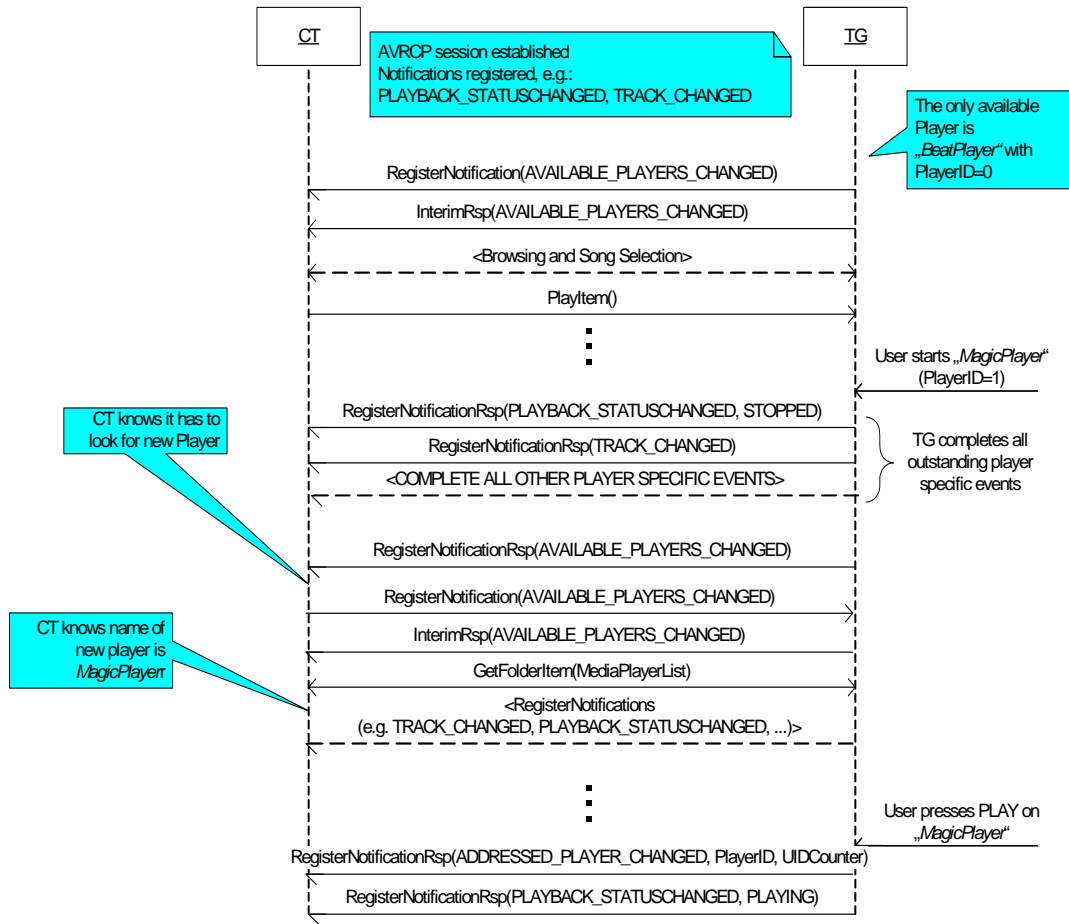 CT
TG
AVRCP session established
Notifications registered, e.g.:
PLAYBACK_STATUSCHANGED, TRACK_CHANGED
The only available
Player is
„BeatPlayer“ with
PlayerID=0
RegisterNotification(AVAILABLE_PLAYERS_CHANGED)
InterimRsp(AVAILABLE_PLAYERS_CHANGED)
<Browsing and Song Selection>
PlayItem()
User starts „MagicPlayer“
(PlayerID=1)
CT knows it has to
look for new Player
RegisterNotificationRsp(PLAYBACK_STATUSCHANGED, STOPPED)
RegisterNotificationRsp(TRACK_CHANGED)
<COMPLETE ALL OTHER PLAYER SPECIFIC EVENTS>
TG completes all
outstanding player
specific events
RegisterNotificationRsp(AVAILABLE_PLAYERS_CHANGED)
RegisterNotification(AVAILABLE_PLAYERS_CHANGED)
CT knows name of
new player is
MagicPlayerr
InterimRsp(AVAILABLE_PLAYERS_CHANGED)
GetFolderItem(MediaPlayerList)
<RegisterNotifications
(e.g. TRACK_CHANGED, PLAYBACK_STATUSCHANGED, ...)>
User presses PLAY on
„MagicPlayer“
RegisterNotificationRsp(ADDRESSED_PLAYER_CHANGED, PlayerID, UIDCounter)
RegisterNotificationRsp(PLAYBACK_STATUSCHANGED, PLAYING)